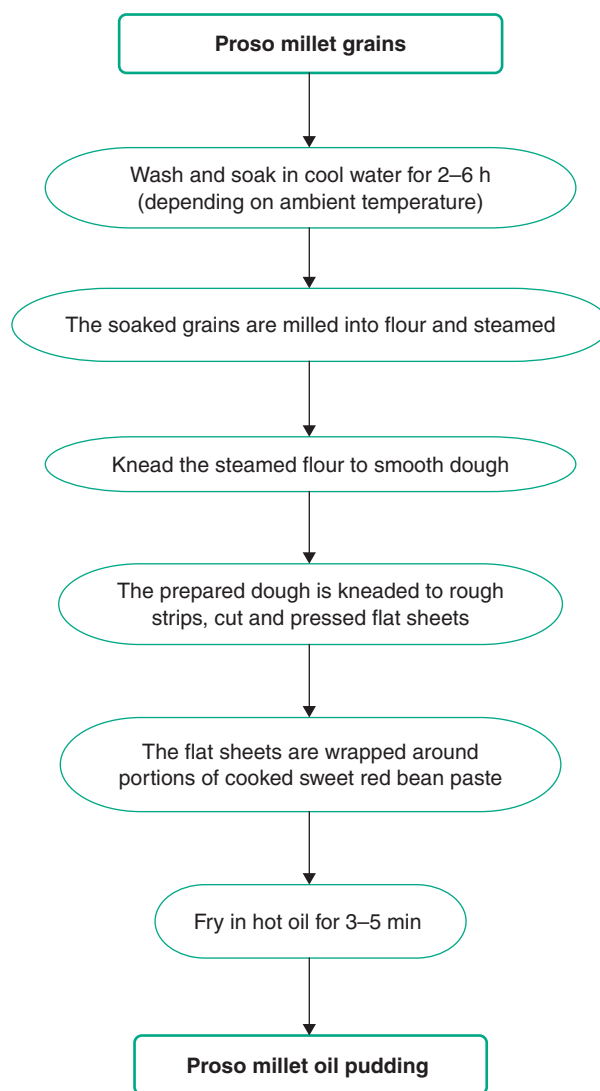 Proso millet grains
Wash and soak in cool water for 2–6 h
(depending on ambient temperature)
The soaked grains are milled into flour and steamed
Knead the steamed flour to smooth dough
The prepared dough is kneaded to rough
strips, cut and pressed flat sheets
The flat sheets are wrapped around
portions of cooked sweet red bean paste
Fry in hot oil for 3–5 min
Proso millet oil pudding